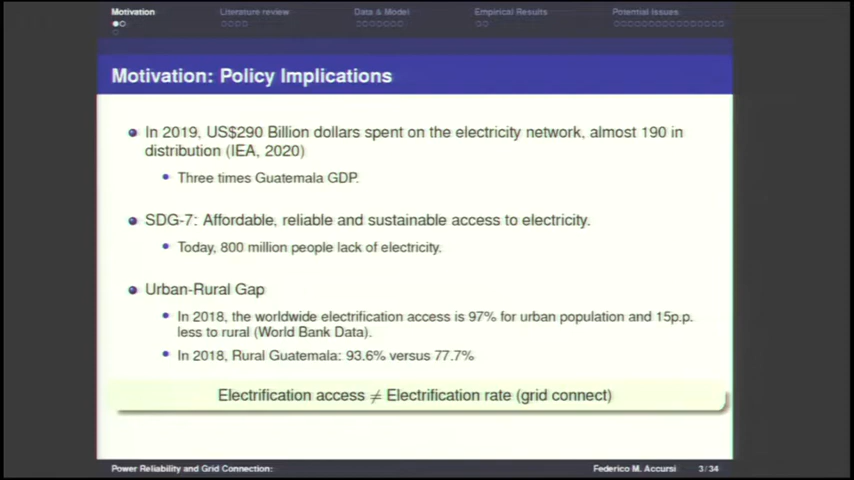 Motivation
Literature review
Data & Model
Empirical Results
Potential Issues
Motivation: Policy Implications
In 2019, US$290 Billion dollars spent on the electricity network, almost 190 in
distribution (IEA, 2020)
Three times Guatemala GDP.
SDG-7: Affordable, reliable and sustainable access to electricity.
Today, 800 million people lack of electricity.
Urban-Rural Gap
In 2018, the worldwide electrification access is 97% for urban population and 15p.p.
less to rural (World Bank Data).
In 2018, Rural Guatemala: 93.6% versus 77.7%
Electrification access ≠ Electrification rate (grid connect)
Power Reliability and Grid Connection:
Federico M. Accursi
3/34